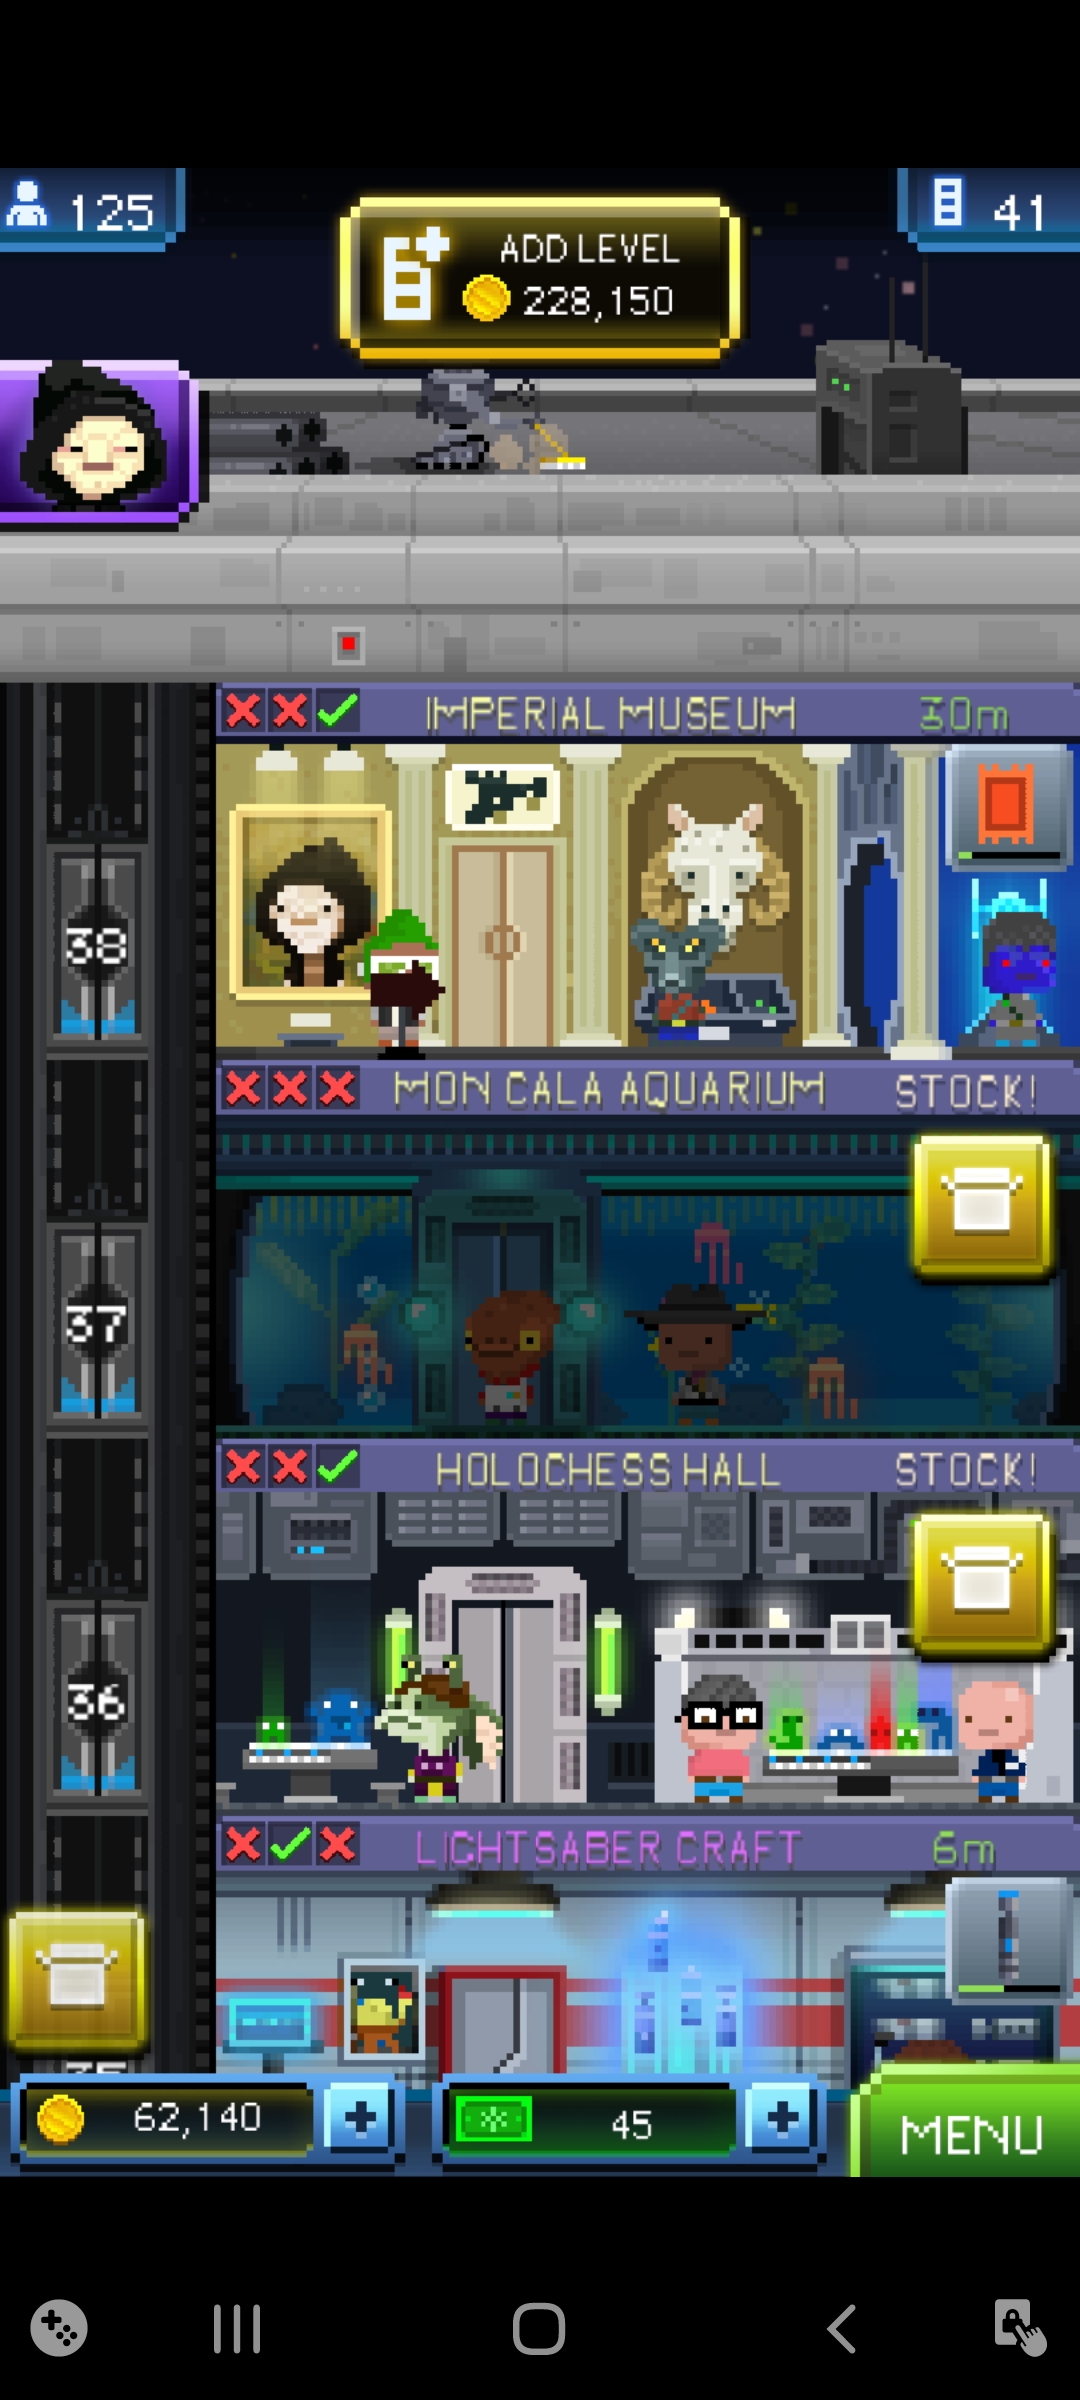 125
ADD LEVEL
228,150
41
IMPERIAL MUSEUM 30m
38
MON CALA AQUARIUM STOCK!
37
HOLOCHESS HALL STOCK!
36
LIGHTSABER CRAFT 6m
35
62,140
45
MENU